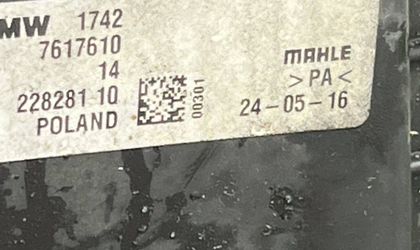 MW 1742
7617610
14
228281 10
POLAND
00301
MAHLE
>PA<
24-05-16